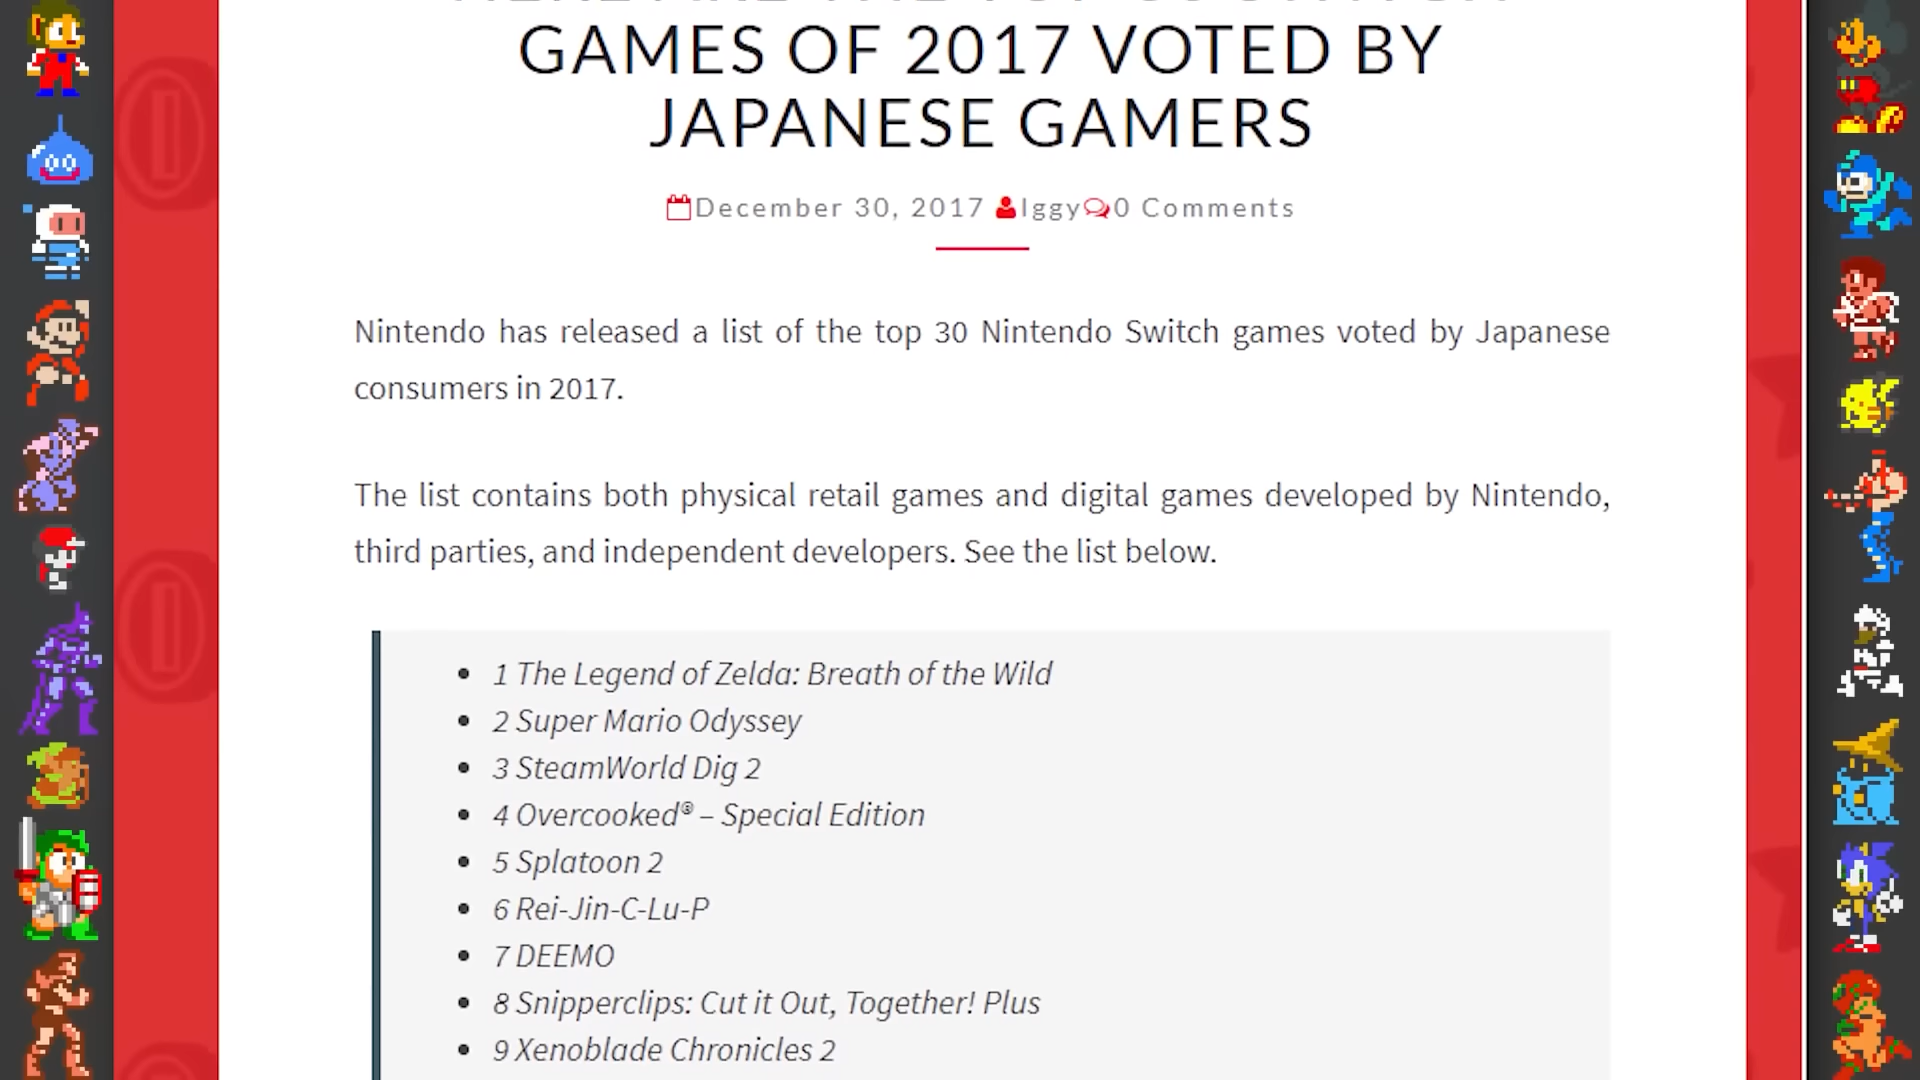 GAMES OF 2017 VOTED BY
JAPANESE GAMERS
December 30, 2017 Iggy 0 Comments
Nintendo has released a list of the top 30 Nintendo Switch games voted by Japanese
consumers in 2017.
The list contains both physical retail games and digital games developed by Nintendo,
third parties, and independent developers. See the list below.
• 1 The Legend of Zelda: Breath of the Wild
• 2 Super Mario Odyssey
• 3 SteamWorld Dig 2
• 4 Overcooked® – Special Edition
• 5 Splatoon 2
• 6 Rei-Jin-C-Lu-P
• 7 DEEMO
• 8 Snipperclips: Cut it Out, Together! Plus
• 9 Xenoblade Chronicles 2